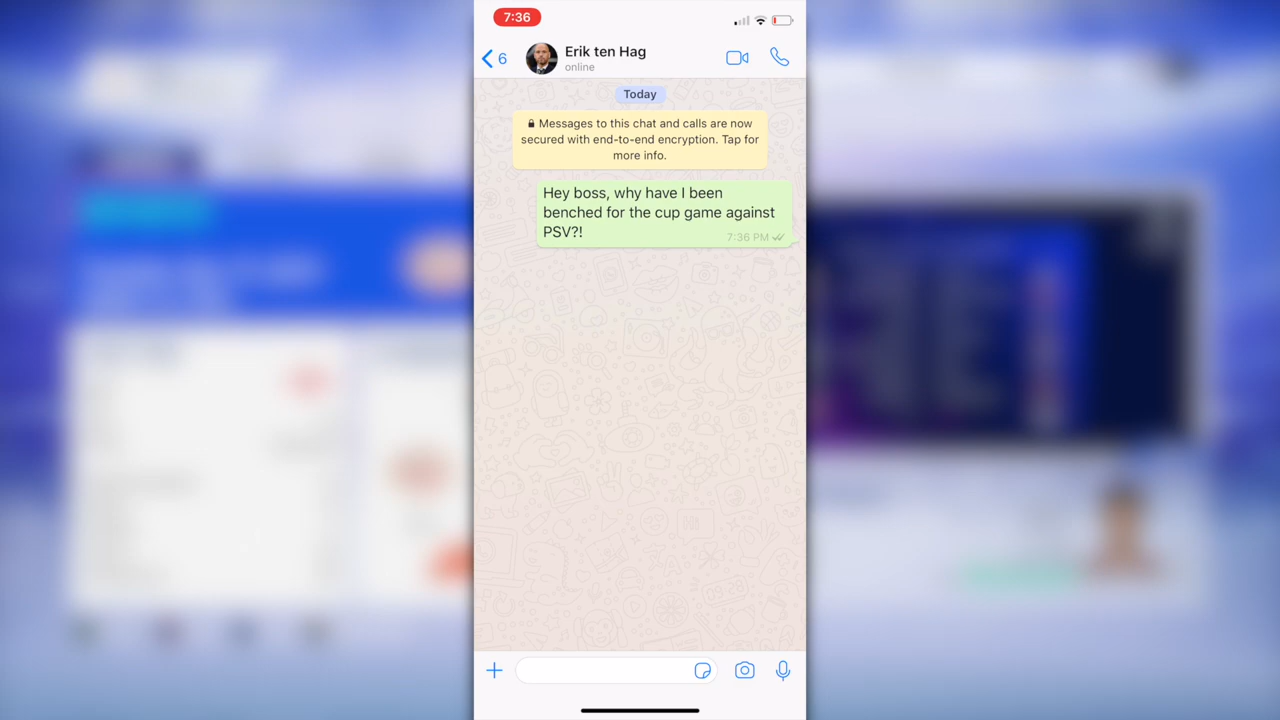 7:36
6
Erik ten Hag
online
Today
Messages to this chat and calls are now
secured with end-to-end encryption. Tap for
more info.
Hey boss, why have I been
benched for the cup game against
PSV?!
7:36 PM